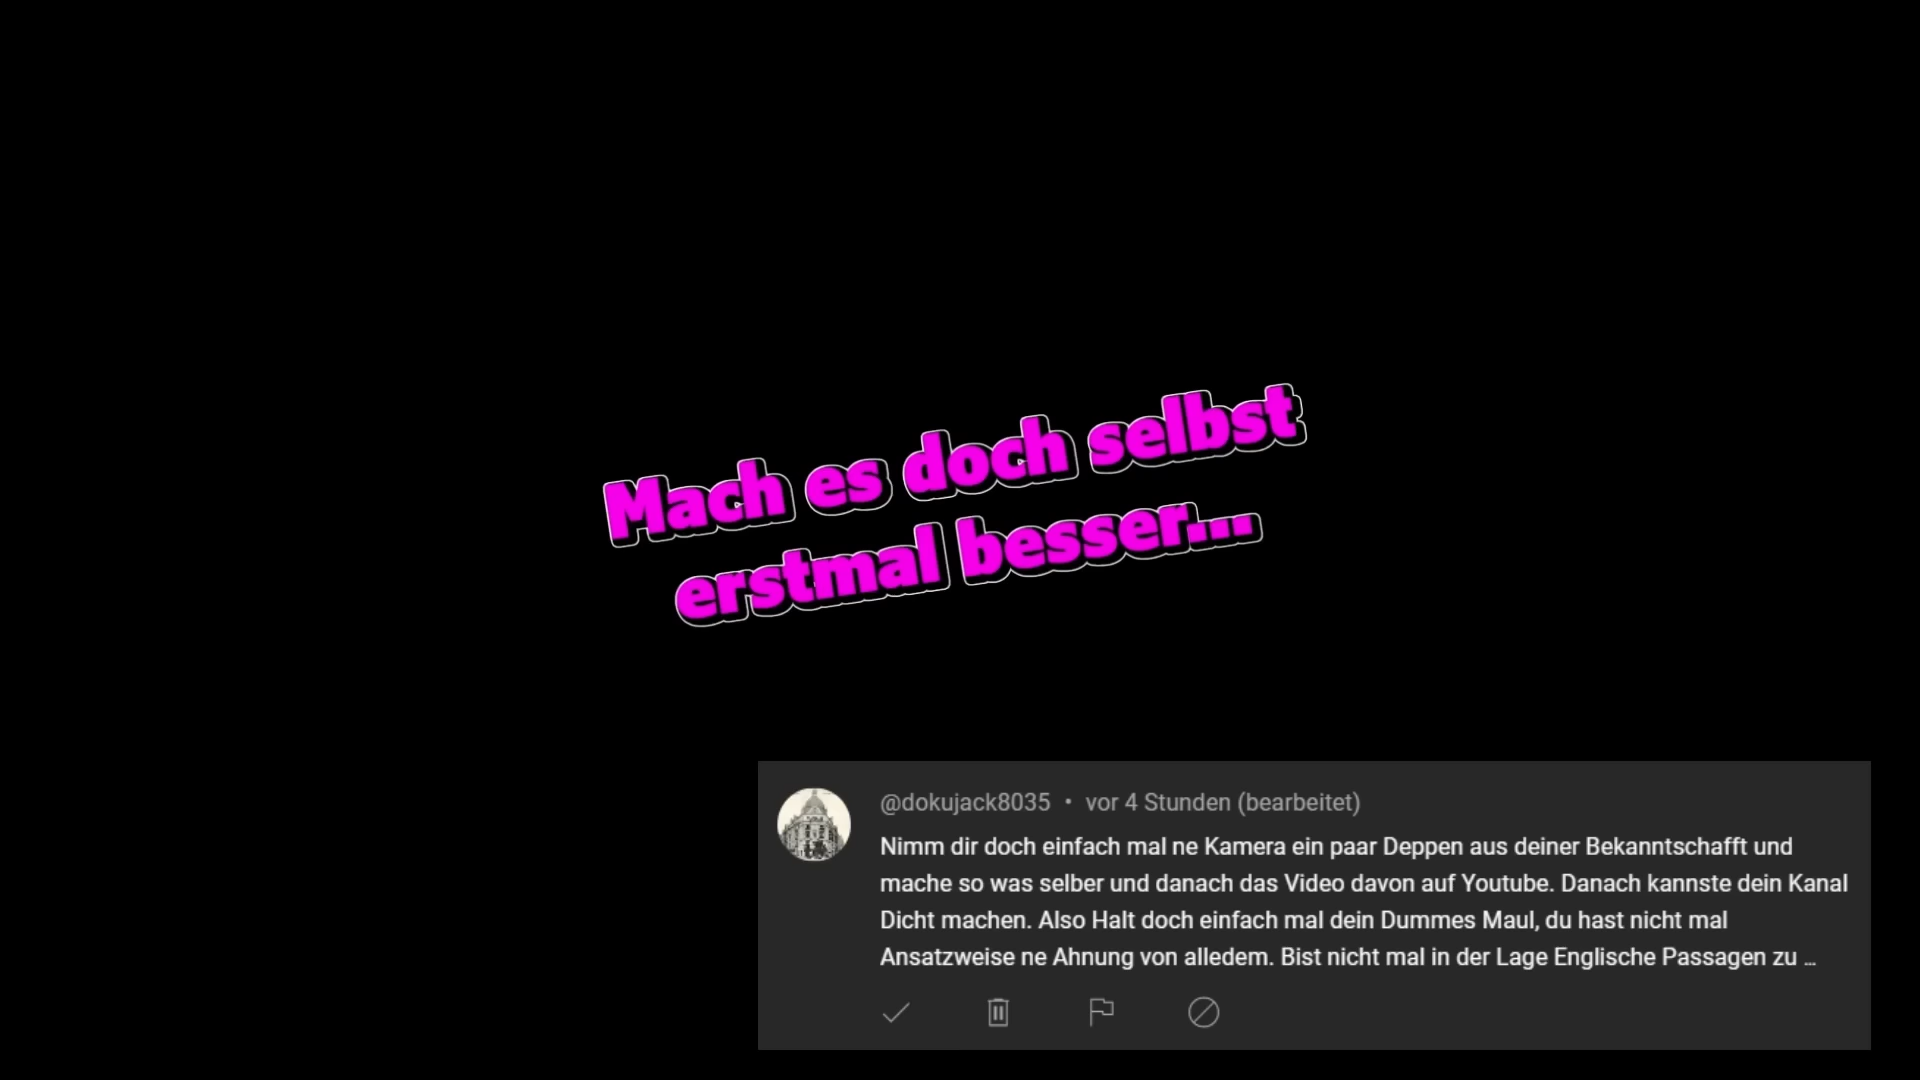 Mach es doch selbst
erstmal besser...
@dokujack8035 • vor 4 Stunden (bearbeitet)
Nimm dir doch einfach mal ne Kamera ein paar Deppen aus deiner Bekanntschafft und
mache so was selber und danach das Video davon auf Youtube. Danach kannste dein Kanal
Dicht machen. Also Halt doch einfach mal dein Dummes Maul, du hast nicht mal
Ansatzweise ne Ahnung von alledem. Bist nicht mal in der Lage Englische Passagen zu ...